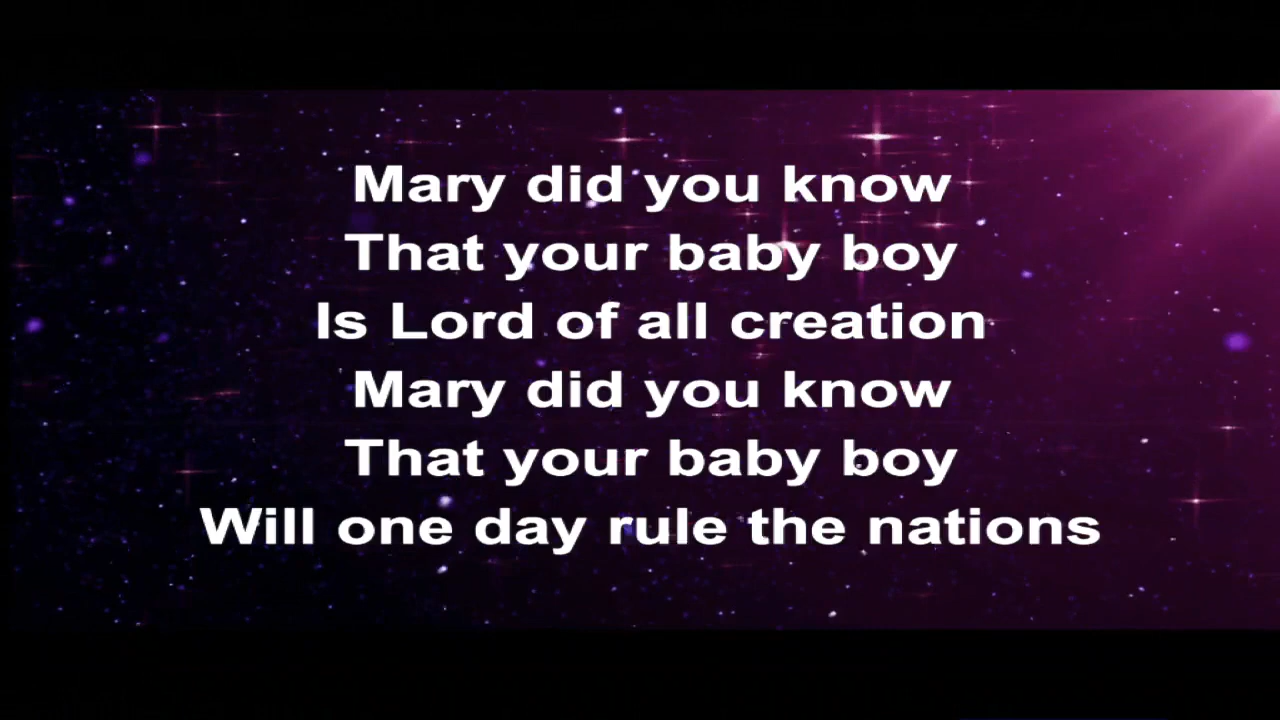 Mary did you know
That your baby boy
Is Lord of all creation
Mary did you know
That your baby boy
Will one day rule the nations